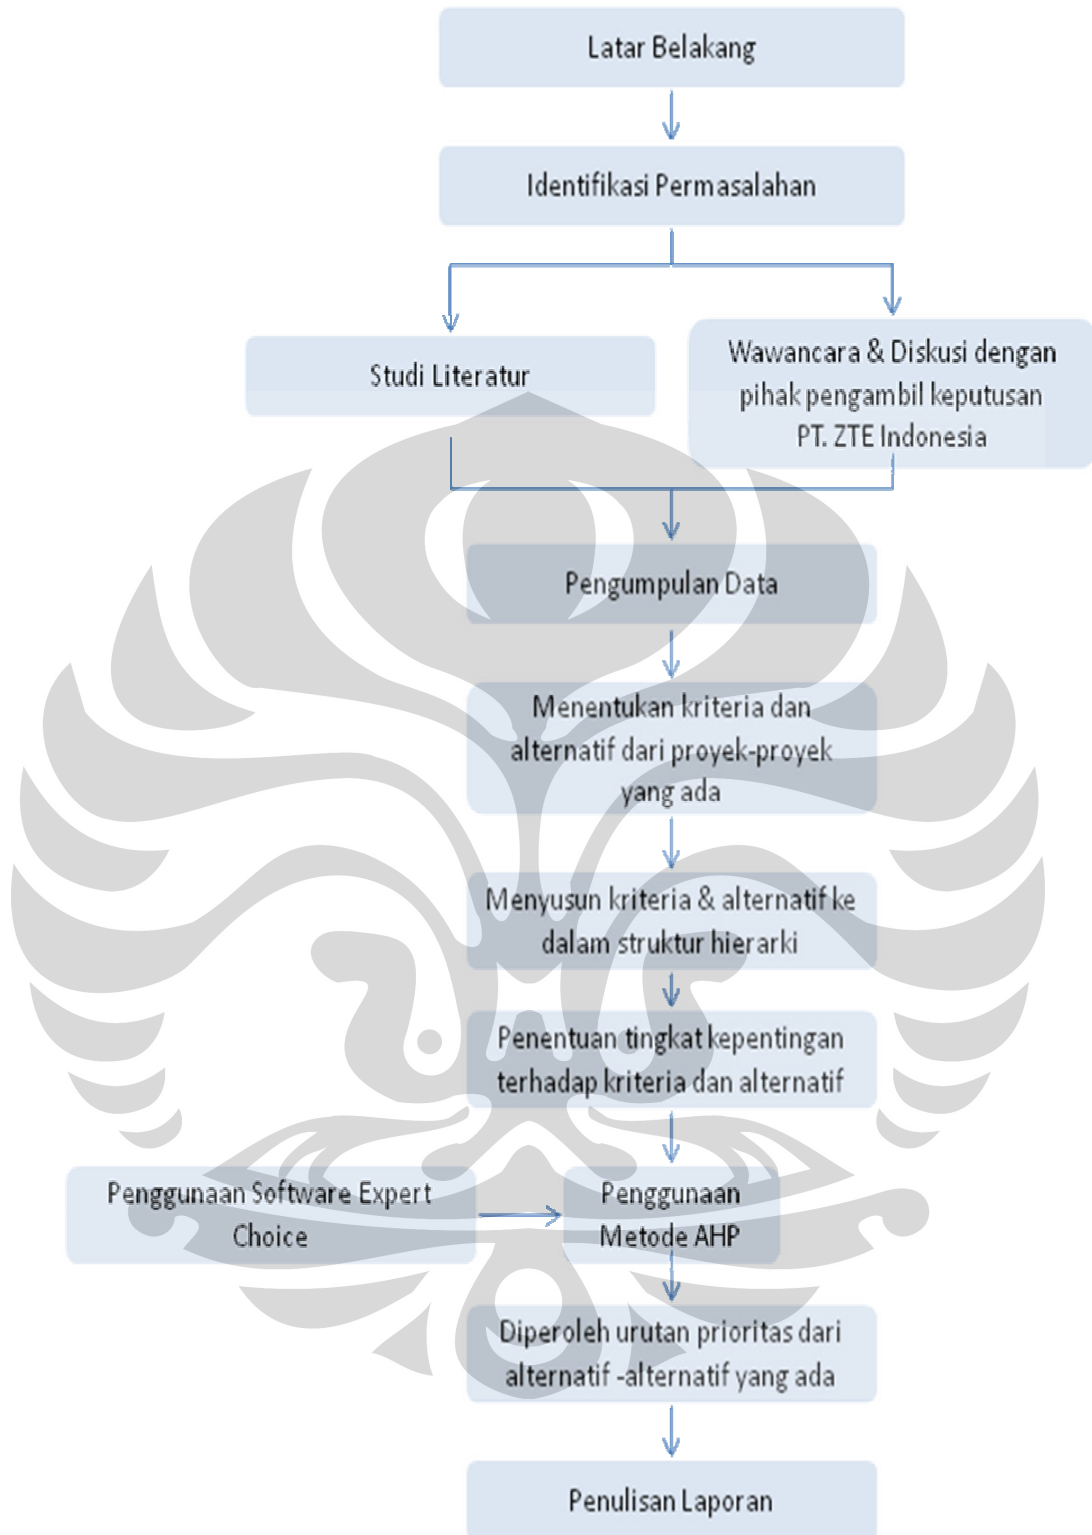 Latar Belakang
Identifikasi Permasalahan
Studi Literatur
Wawancara & Diskusi dengan
pihak pengambil keputusan
PT. ZTE Indonesia
Pengumpulan Data
Menentukan kriteria dan
alternatif dari proyek-proyek
yang ada
Menyusun kriteria & alternatif ke
dalam struktur hierarki
Penentuan tingkat kepentingan
terhadap kriteria dan alternatif
Penggunaan Software Expert
Choice
Penggunaan
Metode AHP
Diperoleh urutan prioritas dari
alternatif -alternatif yang ada
Penulisan Laporan